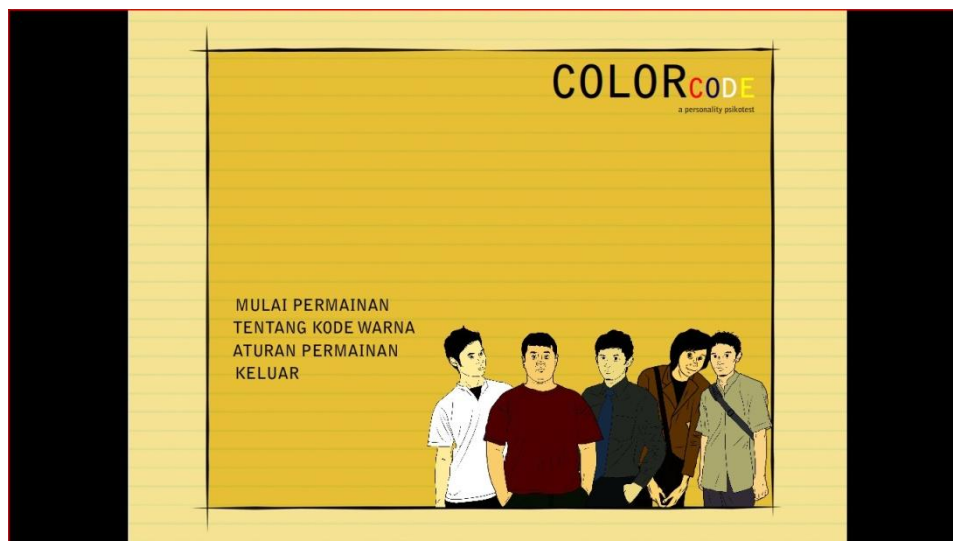 COLORCODE
a personality psikotest
MULAI PERMAINAN
TENTANG KODE WARNA
ATURAN PERMAINAN
KELUAR